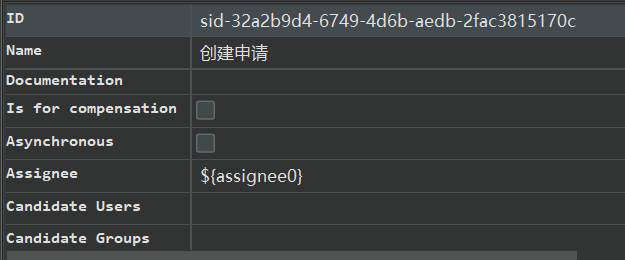 ID sid-32a2b9d4-6749-4d6b-aedb-2fac3815170c
Name 创建申请
Documentation
Is for compensation
Asynchronous
Assignee ${assignee0}
Candidate Users
Candidate Groups